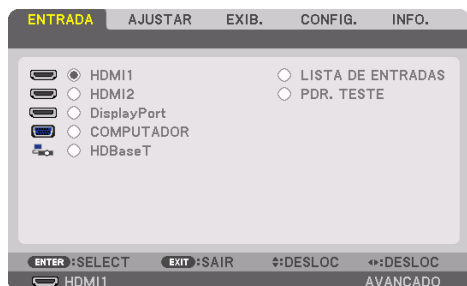 ENTRADA AJUSTAR EXIB. CONFIG. INFO.
HDMI1
HDMI2
DisplayPort
COMPUTADOR
HDBaseT
LISTA DE ENTRADAS
PDR. TESTE
ENTER :SELECT EXIT :SAIR :DESLOC :DESLOC
HDMI1 AVANÇADO